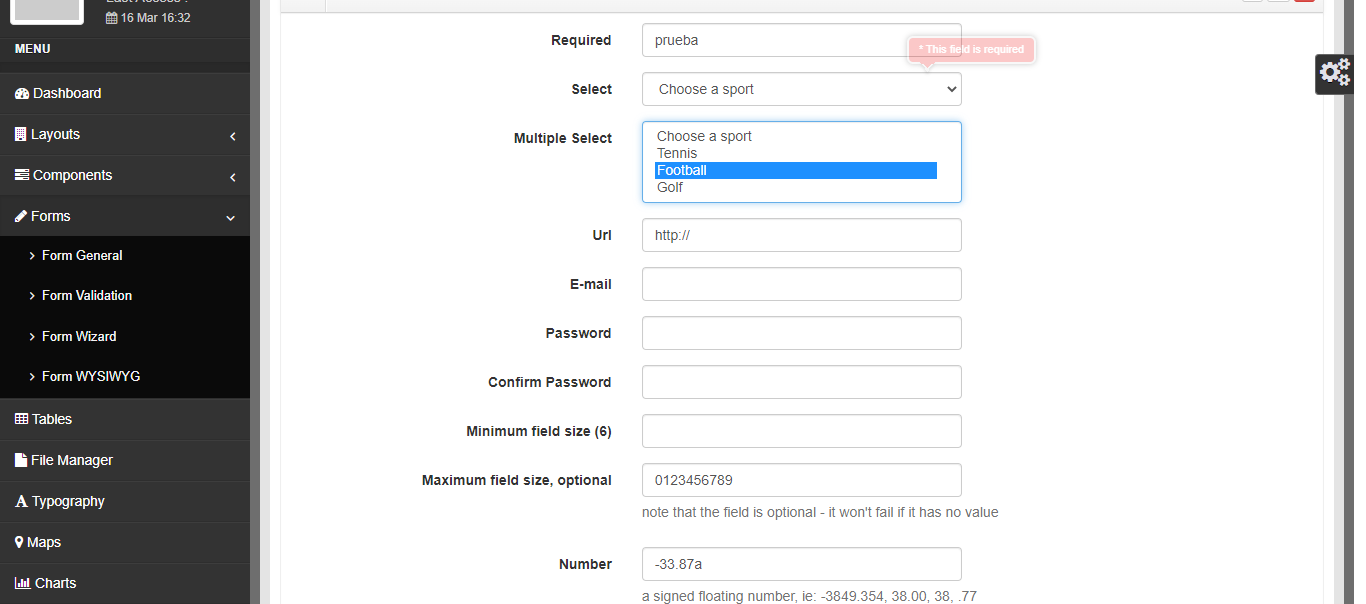 Last Access :
16 Mar 16:32
MENU
Dashboard
Layouts
Components
Forms
Form General
Form Validation
Form Wizard
Form WYSIWYG
Tables
File Manager
Typography
Maps
Charts
Required
prueba
* This field is required
Select
Choose a sport
Multiple Select
Choose a sport
Tennis
Football
Golf
Url
http://
E-mail
Password
Confirm Password
Minimum field size (6)
Maximum field size, optional
0123456789
note that the field is optional - it won't fail if it has no value
Number
-33.87a
a signed floating number, ie: -3849.354, 38.00, 38, .77